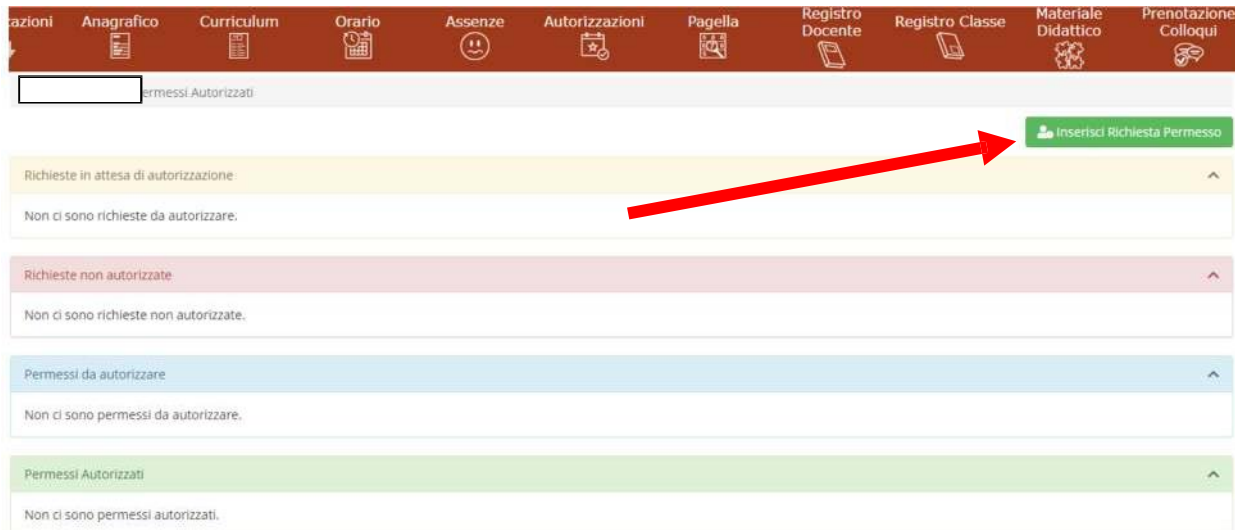 azioni
Anagrafico
Curriculum
Orario
Assenze
Autorizzazioni
Pagella
Registro
Docente
Registro Classe
Materiale
Didattico
Prenotazione
Colloqui
ermessi Autorizzati
Inserisci Richiesta Permesso
Richieste in attesa di autorizzazione
Non ci sono richieste da autorizzare.
Richieste non autorizzate
Non ci sono richieste non autorizzate.
Permessi da autorizzare
Non ci sono permessi da autorizzare.
Permessi Autorizzati
Non ci sono permessi autorizzati.